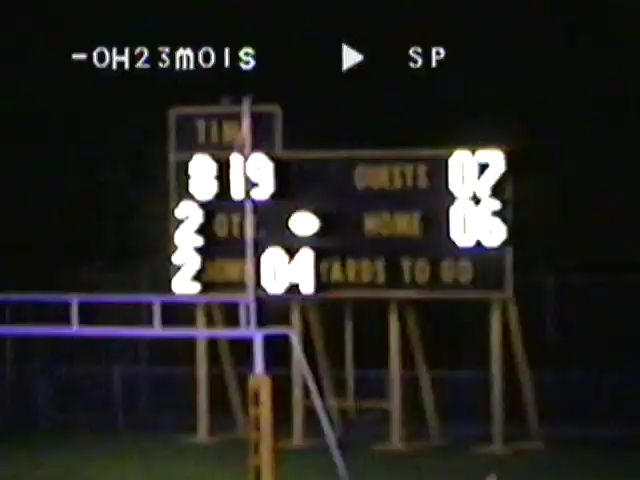 -0H23M01S ▶ SP
TIME
8 19 GUESTS 07
2 QTR HOME 06
2 DOWN 04 YARDS TO GO